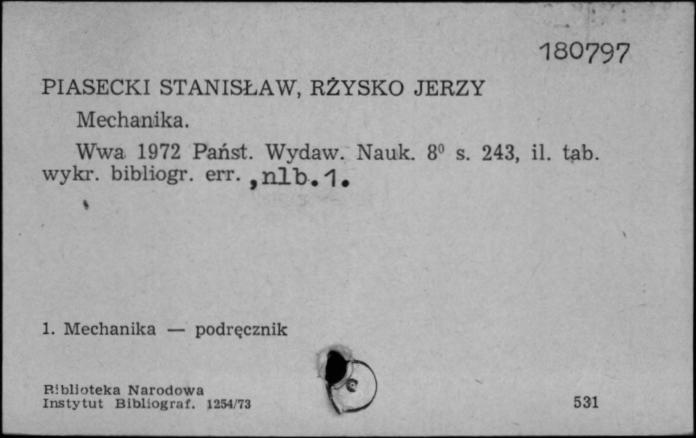 180797
PIASECKI STANISŁAW, RŻYSKO JERZY
Mechanika.
Wwa 1972 Państ. Wydaw. Nauk. 8⁰ s. 243, il. tab.
wykr. bibliogr. err. ,nlb.1.
1. Mechanika — podręcznik
Biblioteka Narodowa
Instytut Bibliograf. 1254/73
531